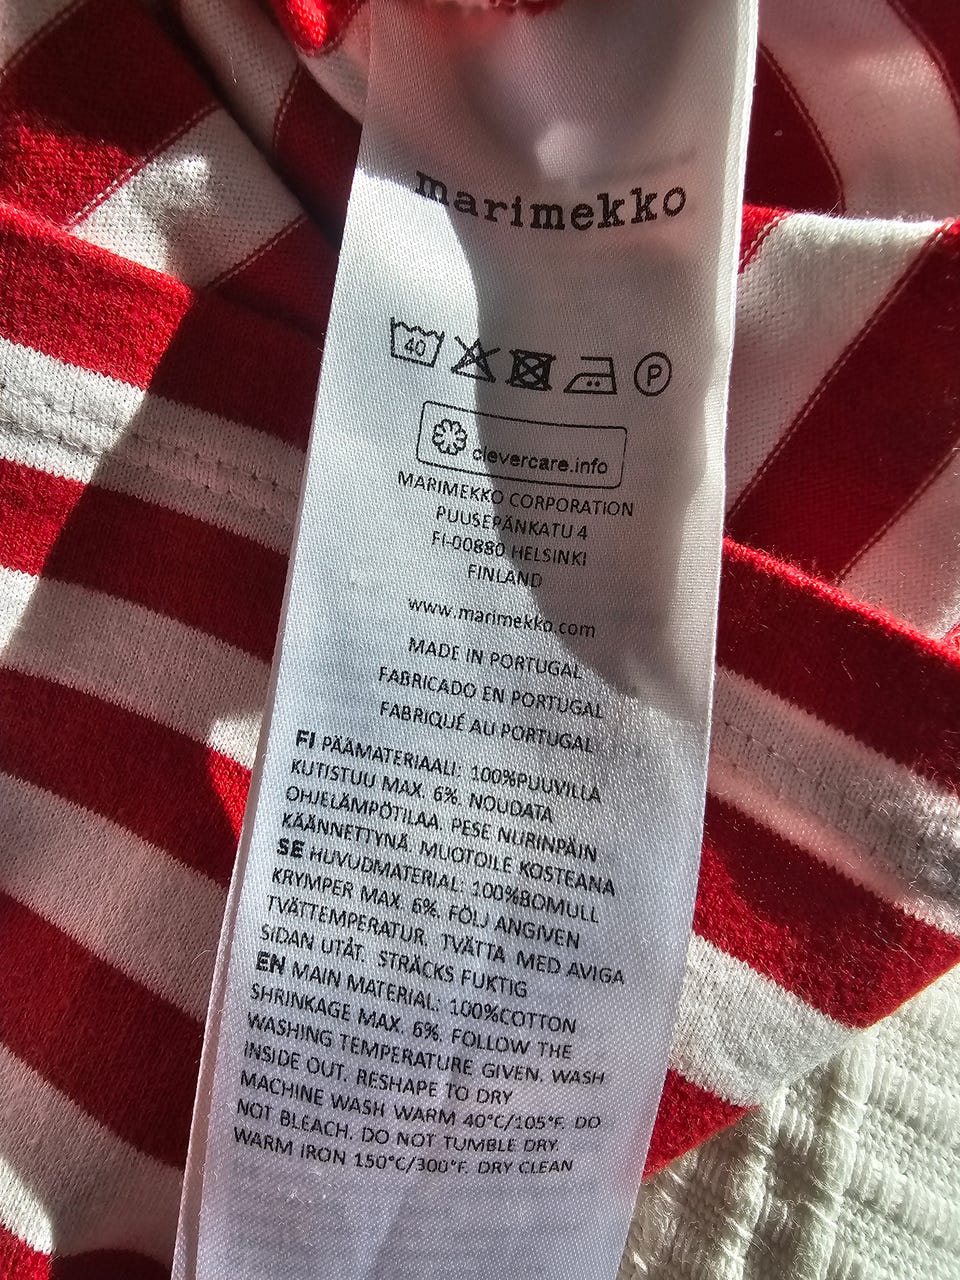 marimekko
40
P
clevercare.info
MARIMEKKO CORPORATION
PUUSEPÄNKATU 4
FI-00880 HELSINKI
FINLAND
www.marimekko.com
MADE IN PORTUGAL
FABRICADO EN PORTUGAL
FABRIQUÉ AU PORTUGAL
FI PÄÄMATERIAALI: 100%PUUVILLA
KUTISTUU MAX. 6%. NOUDATA
OHJELÄMPÖTILAA. PESE NURINPÄIN
KÄÄNNETTYNÄ. MUOTOILE KOSTEANA
SE HUVUDMATERIAL: 100%BOMULL
KRYMPER MAX. 6%. FÖLJ ANGIVEN
TVÄTTEMPERATUR. TVÄTTA MED AVIGA
SIDAN UTÅT. STRÄCKS FUKTIG
EN MAIN MATERIAL: 100%COTTON
SHRINKAGE MAX. 6%. FOLLOW THE
WASHING TEMPERATURE GIVEN. WASH
INSIDE OUT. RESHAPE TO DRY
MACHINE WASH WARM 40°C/105°F. DO
NOT BLEACH. DO NOT TUMBLE DRY.
WARM IRON 150°C/300°F. DRY CLEAN